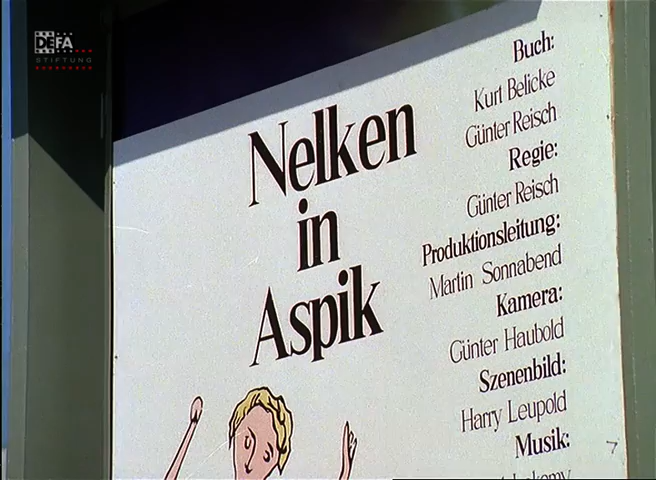 DEFA
STIFTUNG
Nelken
in
Aspik
Buch:
Kurt Belicke
Günter Reisch
Regie:
Günter Reisch
Produktionsleitung:
Martin Sonnabend
Kamera:
Günter Haubold
Szenenbild:
Harry Leupold
Musik:
7